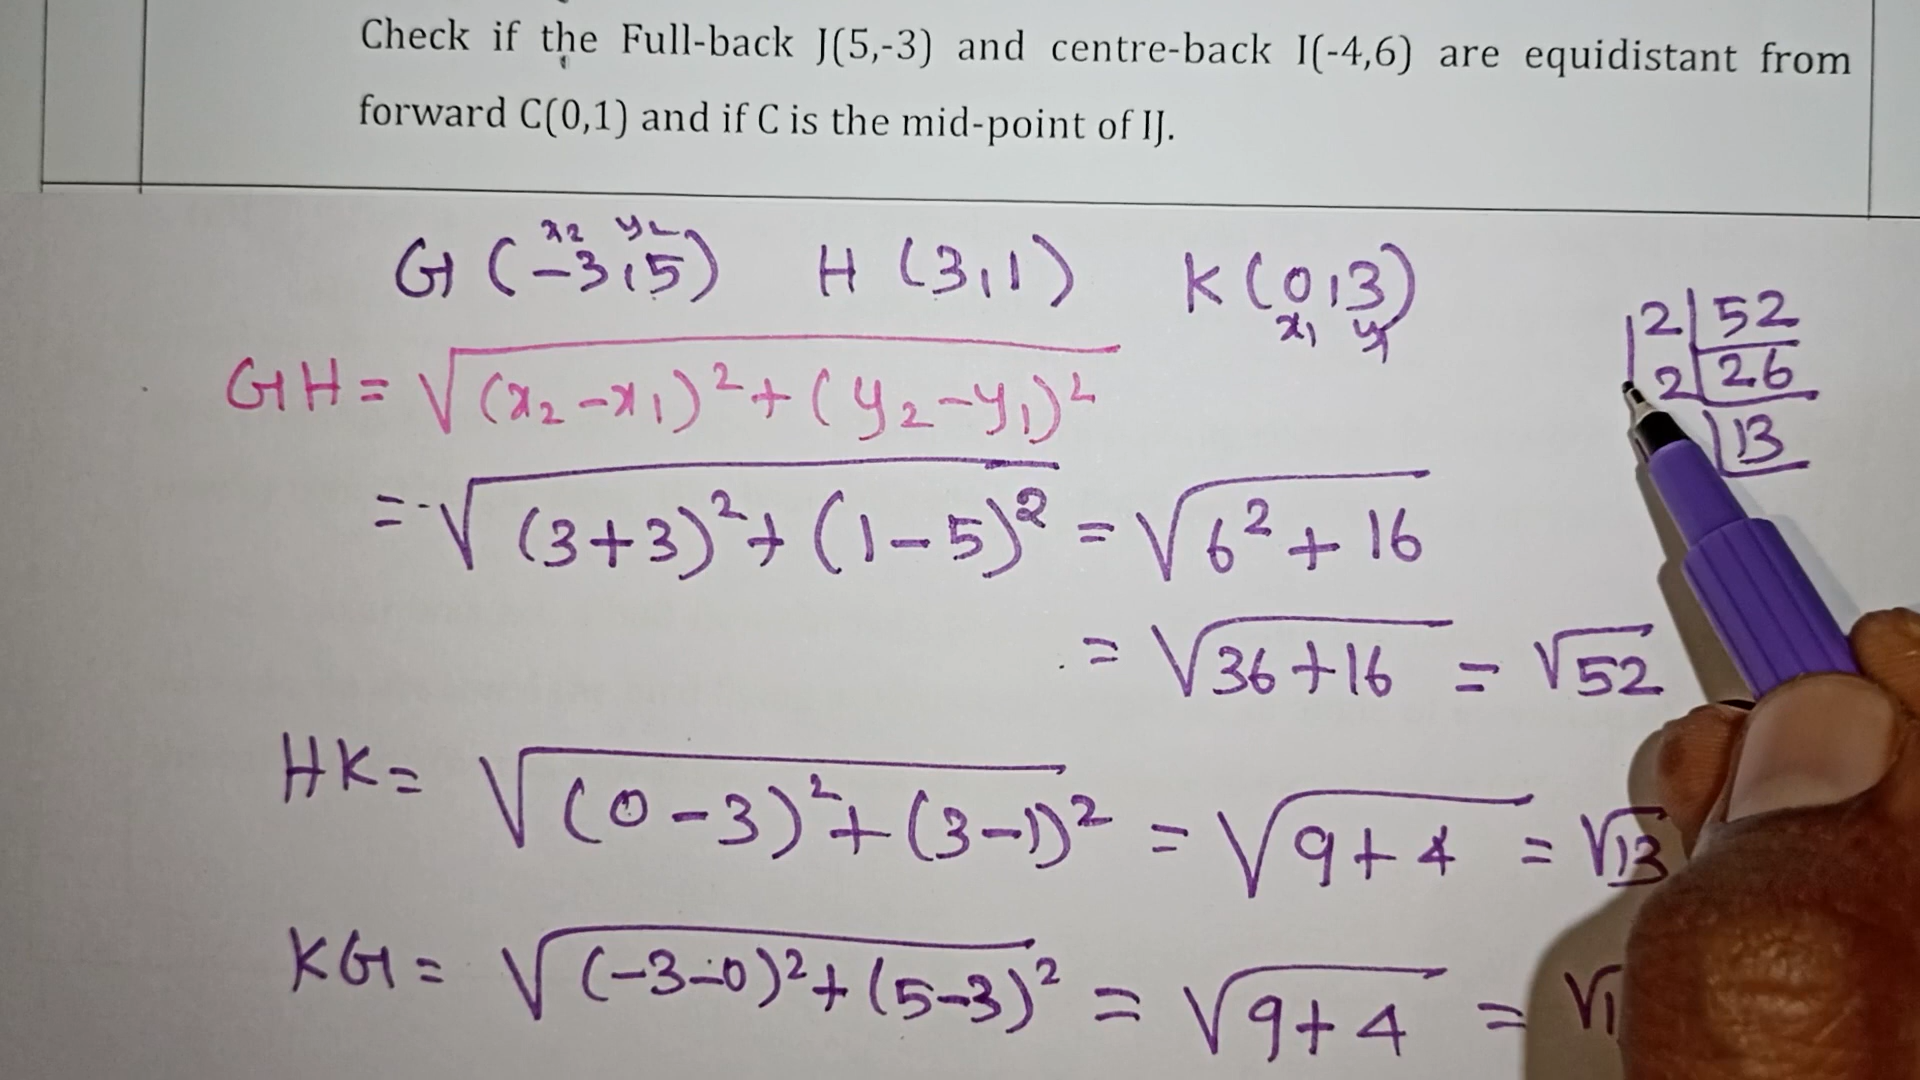 Check if the Full-back J(5,-3) and centre-back I(-4,6) are equidistant from
forward C(0,1) and if C is the mid-point of IJ.
x₂ y₂
G (-3,5) H (3,1) K (0,3)
x₁ y₁
2 52
2 26
13
GH = √(x₂-x₁)²+(y₂-y₁)²
= √(3+3)²+(1-5)² = √6²+16
= √36+16 = √52
HK = √(0-3)²+(3-1)² = √9+4 = √13
KG = √(-3-0)²+(5-3)² = √9+4 = √1